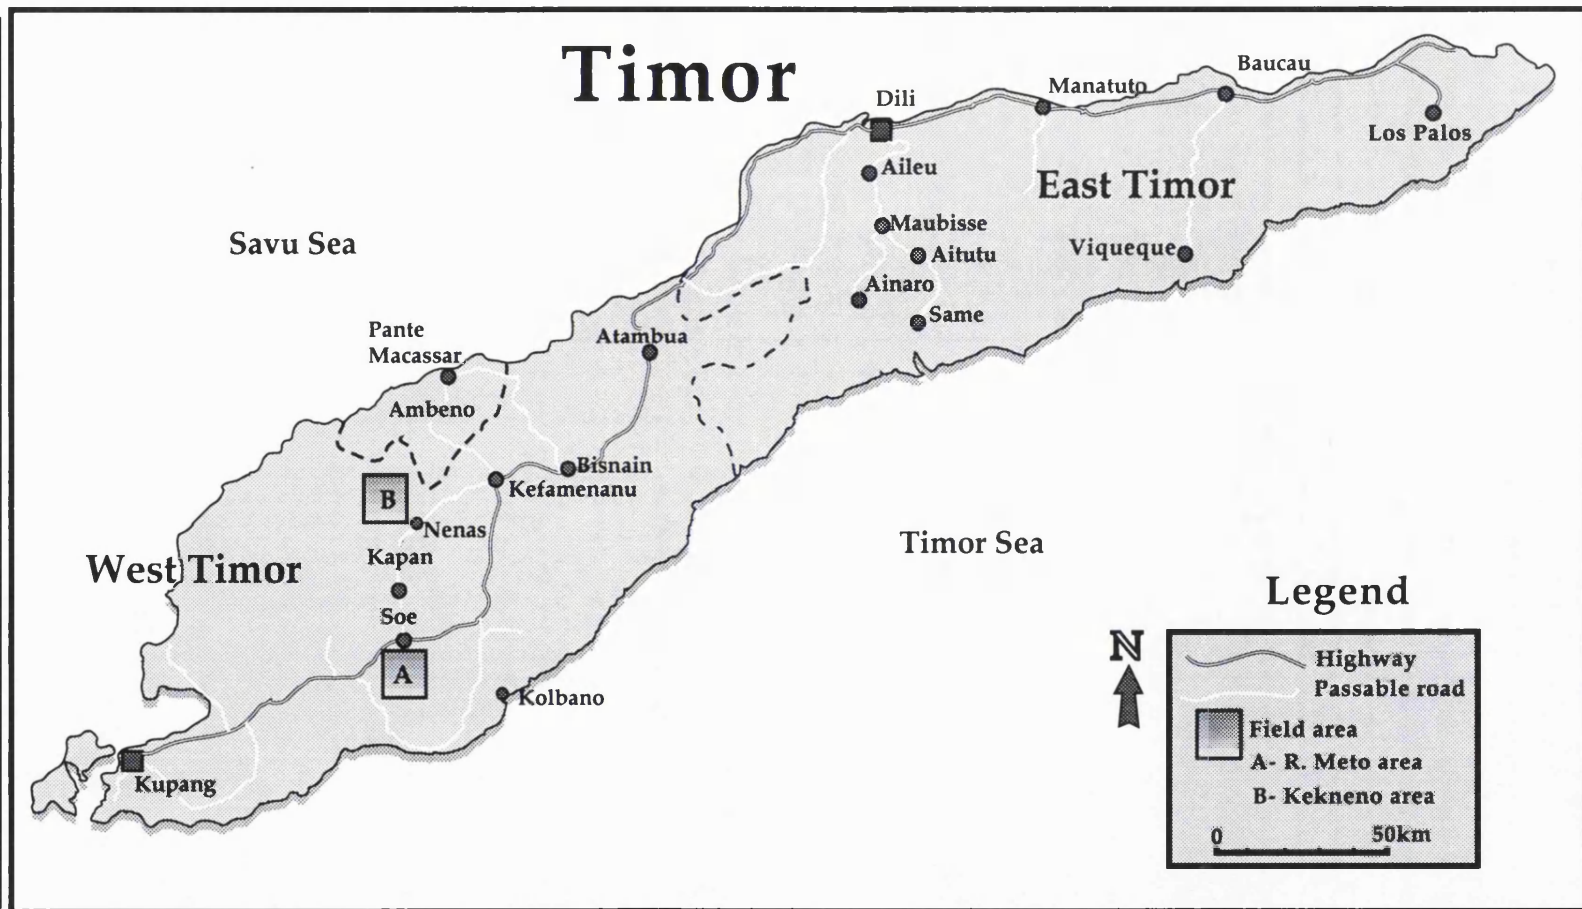 Timor
Baucau
Manatuto
Dili
Los Palos
Aileu
East Timor
Maubisse
Savu Sea
Aitutu
Viqueque
Ainaro
Same
Pante
Macassar
Atambua
Ambeno
Bisnain
Kefamenanu
B
Nenas
Timor Sea
Kapan
West Timor
Soe
A
Kolbano
Kupang
N
Legend
Highway
Passable road
Field area
A- R. Meto area
B- Kekneno area
0 50km